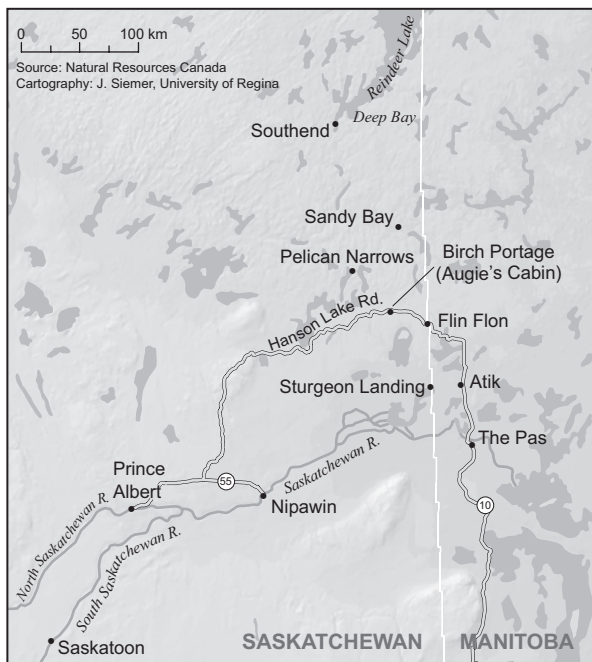 0 50 100 km
Source: Natural Resources Canada
Cartography: J. Siemer, University of Regina
Reindeer Lake
Deep Bay
Southend
Sandy Bay
Pelican Narrows
Birch Portage
(Augie's Cabin)
Hanson Lake Rd.
Flin Flon
Sturgeon Landing
Atik
The Pas
Prince
Albert
55
Saskatchewan R.
Nipawin
10
North Saskatchewan R.
South Saskatchewan R.
Saskatoon
SASKATCHEWAN
MANITOBA